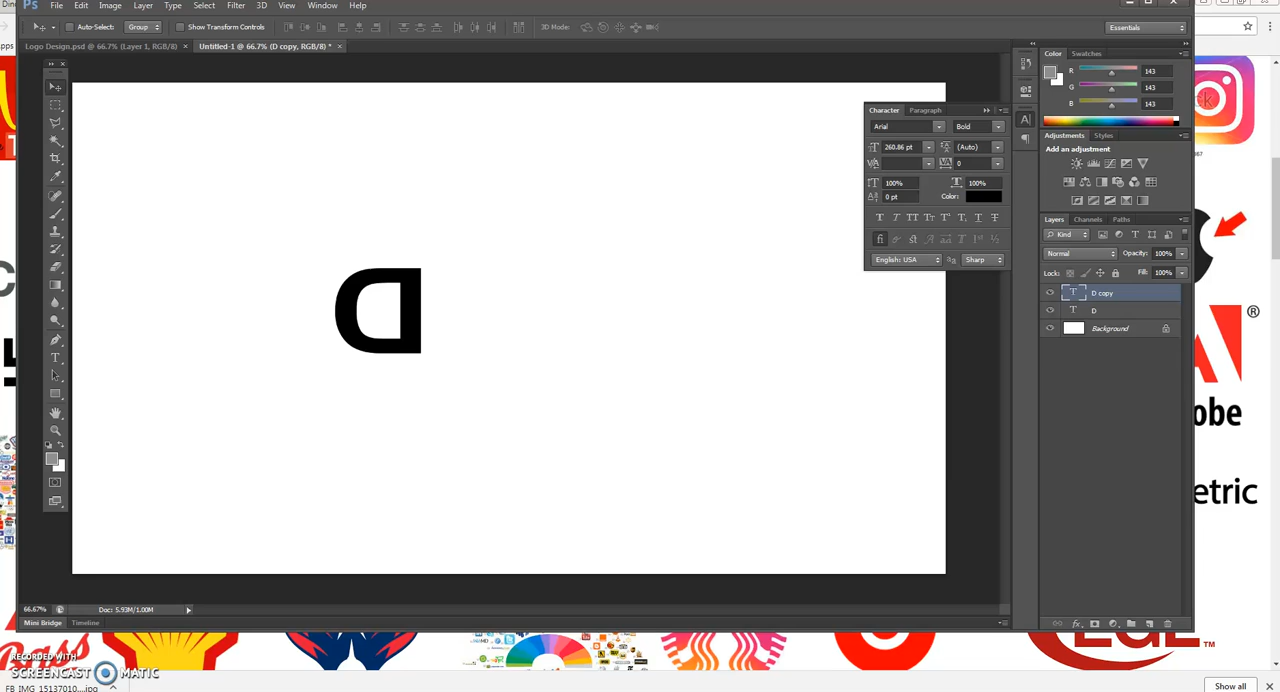 Ps File Edit Image Layer Type Select Filter 3D View Window Help
Auto-Select: Group Show Transform Controls 3D Mode: Essentials
Logo Design.psd @ 66.7% (Layer 1, RGB/8) × Untitled-1 @ 66.7% (D copy, RGB/8) * ×
Color Swatches
R 143
G 143
B 143
Character Paragraph
Arial Bold
260.86 pt (Auto)
0
100% 100%
0 pt Color:
English: USA Sharp
Adjustments Styles
Add an adjustment
Layers Channels Paths
Kind
Normal Opacity: 100%
Lock: Fill: 100%
T D copy
T D
Background
D
66.67% Doc: 5.93M/1.00M
Mini Bridge Timeline
®
obe
etric
™
RECORDED WITH
SCREENCAST MATIC
FB_IMG_15137010....jpg
Show all